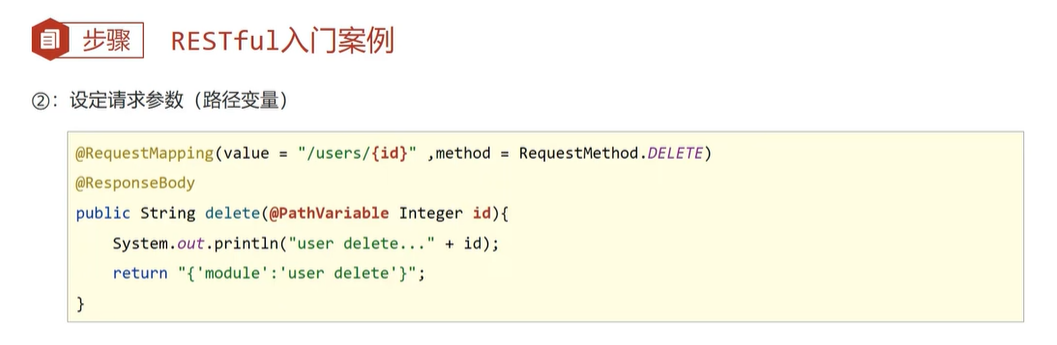 步骤 RESTful入门案例
②：设定请求参数（路径变量）
@RequestMapping(value = "/users/{id}" ,method = RequestMethod.DELETE)
@ResponseBody
public String delete(@PathVariable Integer id){
    System.out.println("user delete..." + id);
    return "{'module':'user delete'}";
}